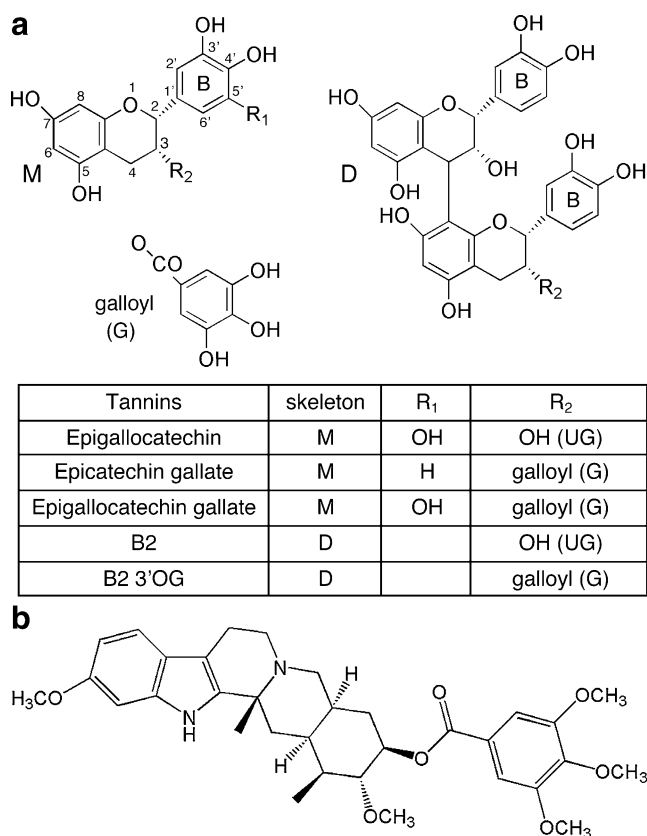 a
OH
3'
OH
2'
4'
B
1'
5'
R1
6'
HO
8
O
1
7
2
6
3
M
5
4
R2
OH
O
CO
OH
galloyl
(G)
OH
OH
OH
OH
B
HO
O
OH
D
OH
OH
OH
HO
O
B
R2
OH
Tannins skeleton R1 R2
Epigallocatechin M OH OH (UG)
Epicatechin gallate M H galloyl (G)
Epigallocatechin gallate M OH galloyl (G)
B2 D OH (UG)
B2 3'OG D galloyl (G)
b
N
H
O
OCH3
OCH3
NH
H
O
OCH3
OCH3
OCH3